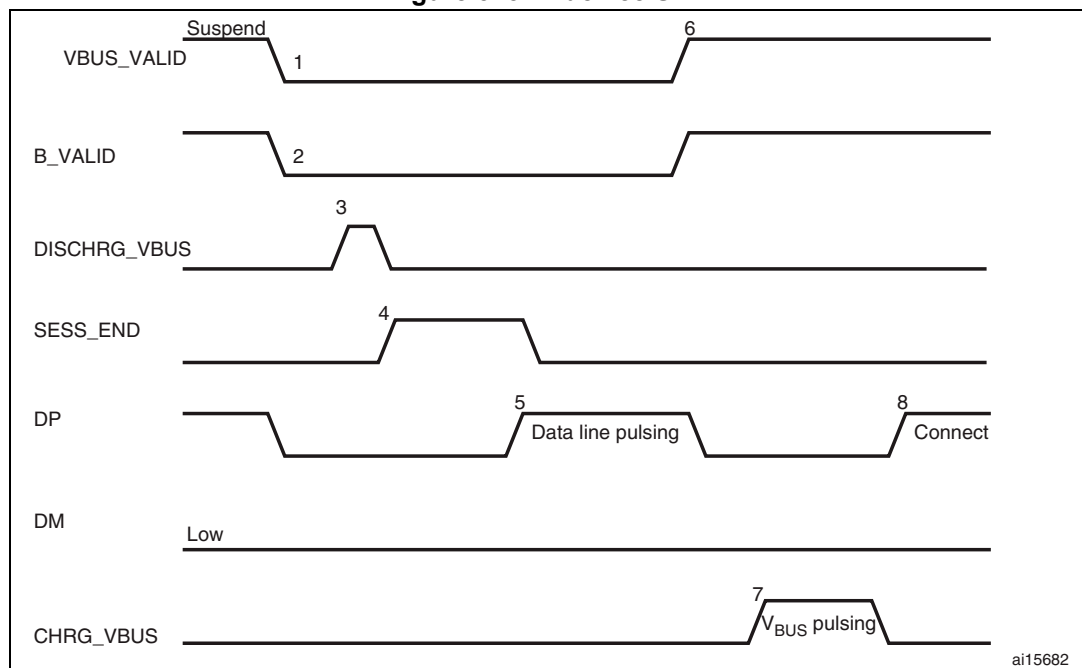 Suspend
6
VBUS_VALID
1
B_VALID
2
3
DISCHRG_VBUS
4
SESS_END
5
8
DP
Data line pulsing
Connect
DM
Low
7
VBUS pulsing
CHRG_VBUS
ai15682